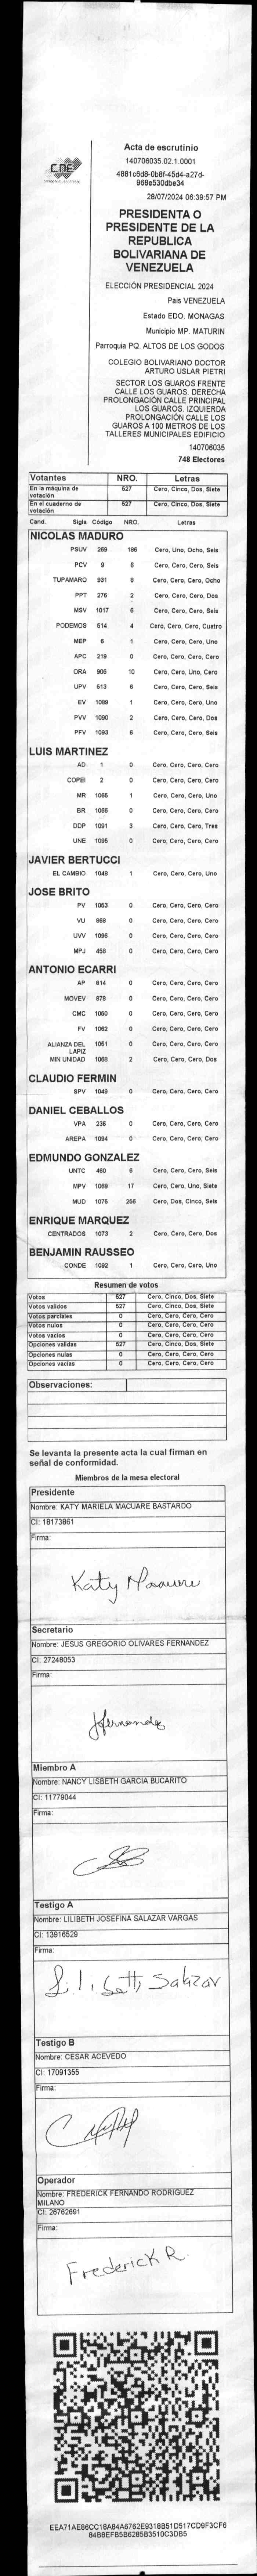 CNE
Acta de escrutinio
140706035.02.1.0001
4881c6d8-0b8f-45d4-a27d-
968e530dbe34
28/07/2024 06:39:57 PM
PRESIDENTA O
PRESIDENTE DE LA
REPUBLICA
BOLIVARIANA DE
VENEZUELA
ELECCIÓN PRESIDENCIAL 2024
Pais VENEZUELA
Estado EDO. MONAGAS
Municipio MP. MATURIN
Parroquia PQ. ALTOS DE LOS GODOS
COLEGIO BOLIVARIANO DOCTOR
ARTURO USLAR PIETRI
SECTOR LOS GUAROS FRENTE
CALLE LOS GUAROS. DERECHA
PROLONGACIÓN CALLE PRINCIPAL
LOS GUAROS. IZQUIERDA
PROLONGACIÓN CALLE LOS
GUAROS A 100 METROS DE LOS
TALLERES MUNICIPALES EDIFICIO
140706035
748 Electores
Votantes NRO. Letras
En la máquina de votación 527 Cero, Cinco, Dos, Siete
En el cuaderno de votación 527 Cero, Cinco, Dos, Siete
Cand. Sigla Código NRO. Letras
NICOLAS MADURO
PSUV 269 186 Cero, Uno, Ocho, Seis
PCV 9 6 Cero, Cero, Cero, Seis
TUPAMARO 931 8 Cero, Cero, Cero, Ocho
PPT 276 2 Cero, Cero, Cero, Dos
MSV 1017 6 Cero, Cero, Cero, Seis
PODEMOS 514 4 Cero, Cero, Cero, Cuatro
MEP 6 1 Cero, Cero, Cero, Uno
APC 219 0 Cero, Cero, Cero, Cero
ORA 906 10 Cero, Cero, Uno, Cero
UPV 613 6 Cero, Cero, Cero, Seis
EV 1089 1 Cero, Cero, Cero, Uno
PVV 1090 2 Cero, Cero, Cero, Dos
PFV 1093 6 Cero, Cero, Cero, Seis
LUIS MARTINEZ
AD 1 0 Cero, Cero, Cero, Cero
COPEI 2 0 Cero, Cero, Cero, Cero
MR 1065 1 Cero, Cero, Cero, Uno
BR 1066 0 Cero, Cero, Cero, Cero
DDP 1091 3 Cero, Cero, Cero, Tres
UNE 1095 0 Cero, Cero, Cero, Cero
JAVIER BERTUCCI
EL CAMBIO 1048 1 Cero, Cero, Cero, Uno
JOSE BRITO
PV 1053 0 Cero, Cero, Cero, Cero
VU 868 0 Cero, Cero, Cero, Cero
UVV 1096 0 Cero, Cero, Cero, Cero
MPJ 458 0 Cero, Cero, Cero, Cero
ANTONIO ECARRI
AP 814 0 Cero, Cero, Cero, Cero
MOVEV 878 0 Cero, Cero, Cero, Cero
CMC 1050 0 Cero, Cero, Cero, Cero
FV 1062 0 Cero, Cero, Cero, Cero
ALIANZA DEL LAPIZ 1051 0 Cero, Cero, Cero, Cero
MIN UNIDAD 1068 2 Cero, Cero, Cero, Dos
CLAUDIO FERMIN
SPV 1049 0 Cero, Cero, Cero, Cero
DANIEL CEBALLOS
VPA 236 0 Cero, Cero, Cero, Cero
AREPA 1094 0 Cero, Cero, Cero, Cero
EDMUNDO GONZALEZ
UNTC 460 6 Cero, Cero, Cero, Seis
MPV 1069 17 Cero, Cero, Uno, Siete
MUD 1075 256 Cero, Dos, Cinco, Seis
ENRIQUE MARQUEZ
CENTRADOS 1073 2 Cero, Cero, Cero, Dos
BENJAMIN RAUSSEO
CONDE 1092 1 Cero, Cero, Cero, Uno
Resumen de votos
Votos 527 Cero, Cinco, Dos, Siete
Votos validos 527 Cero, Cinco, Dos, Siete
Votos parciales 0 Cero, Cero, Cero, Cero
Votos nulos 0 Cero, Cero, Cero, Cero
Votos vacios 0 Cero, Cero, Cero, Cero
Opciones validas 527 Cero, Cinco, Dos, Siete
Opciones nulas 0 Cero, Cero, Cero, Cero
Opciones vacias 0 Cero, Cero, Cero, Cero
Observaciones:
Se levanta la presente acta la cual firman en
señal de conformidad.
Miembros de la mesa electoral
Presidente
Nombre: KATY MARIELA MACUARE BASTARDO
CI: 18173861
Firma:
Katy Macuare
Secretario
Nombre: JESUS GREGORIO OLIVARES FERNANDEZ
CI: 27248053
Firma:
Miembro A
Nombre: NANCY LISBETH GARCIA BUCARITO
CI: 11779044
Firma:
Testigo A
Nombre: LILIBETH JOSEFINA SALAZAR VARGAS
CI: 13916529
Firma:
Lilibeth Salazar
Testigo B
Nombre: CESAR ACEVEDO
CI: 17091355
Firma:
Operador
Nombre: FREDERICK FERNANDO RODRIGUEZ
MILANO
CI: 26762691
Firma:
Frederick R.
EEA71AE86CC18A84A6762E9318B51D517CD9F3CF6
84B8EFB5B6285B3510C3DB5